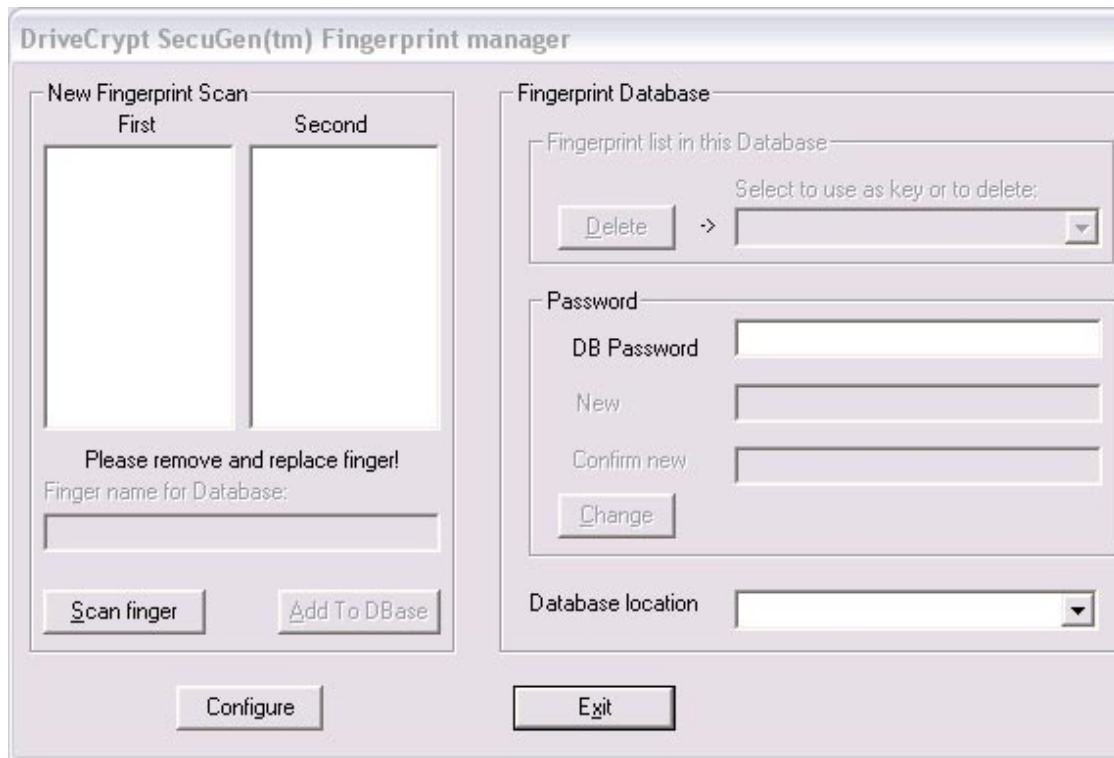 DriveCrypt SecuGen(tm) Fingerprint manager
New Fingerprint Scan
First Second
Please remove and replace finger!
Finger name for Database:
Scan finger Add To DBase
Configure
Fingerprint Database
Fingerprint list in this Database
Select to use as key or to delete:
Delete ->
Password
DB Password
New
Confirm new
Change
Database location
Exit